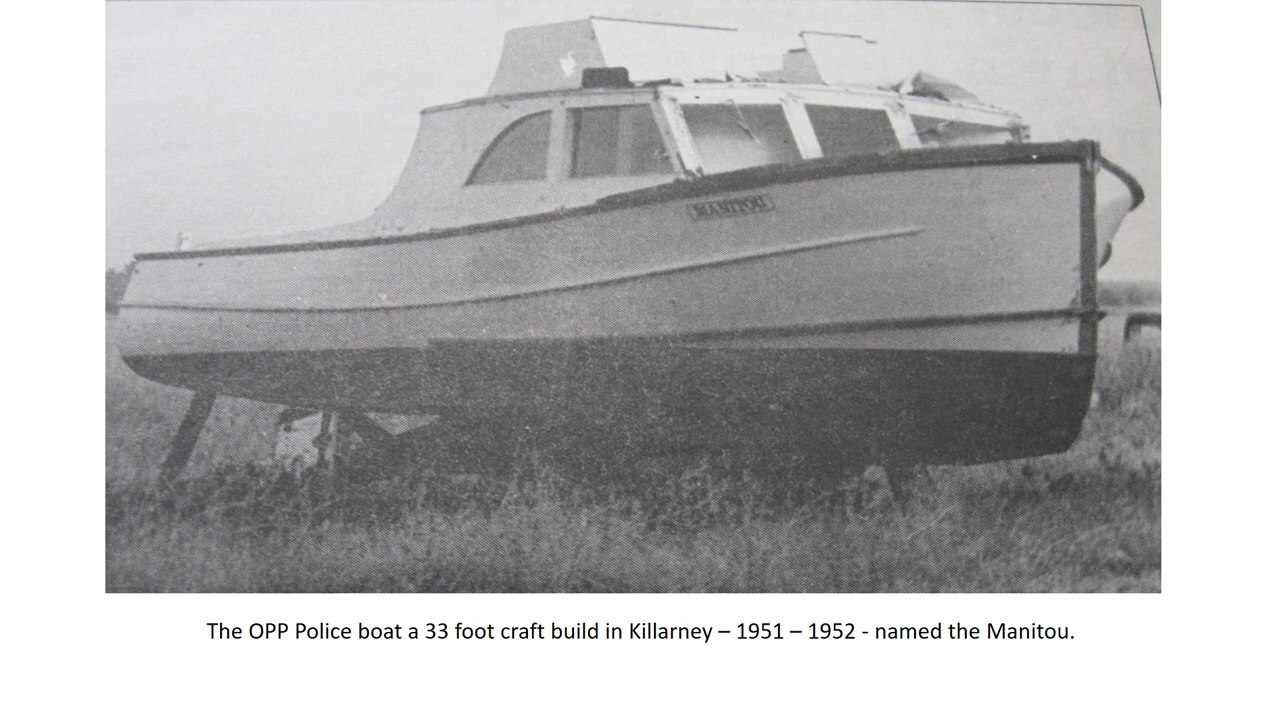 MANITOU
The OPP Police boat a 33 foot craft build in Killarney – 1951 – 1952 - named the Manitou.